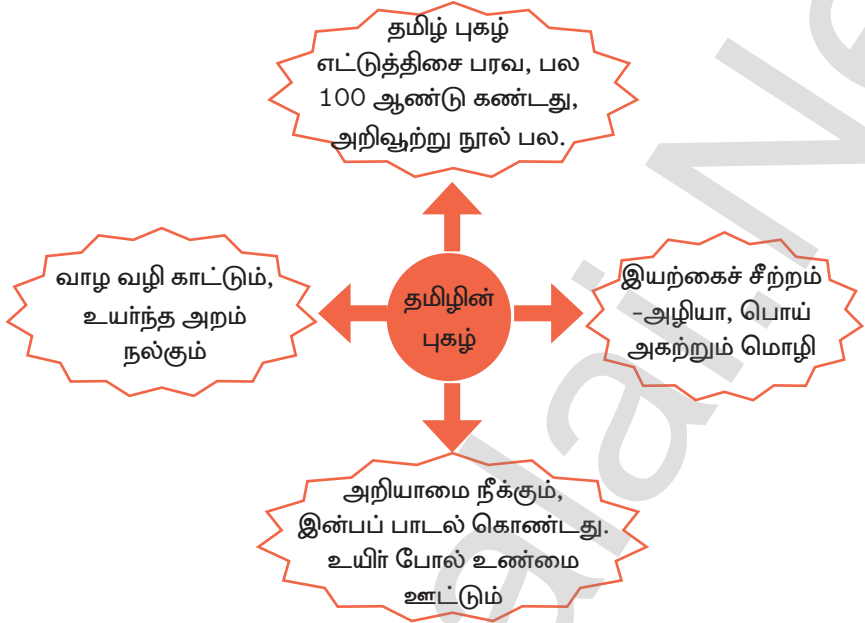 தமிழ் புகழ்
எட்டுத்திசை பரவ, பல
100 ஆண்டு கண்டது,
அறிவூற்று நூல் பல.
வாழ வழி காட்டும்,
உயர்ந்த அறம்
நல்கும்
தமிழின்
புகழ்
இயற்கைச் சீற்றம்
-அழியா, பொய்
அகற்றும் மொழி
அறியாமை நீக்கும்,
இன்பப் பாடல் கொண்டது.
உயிர் போல் உண்மை
ஊட்டும்